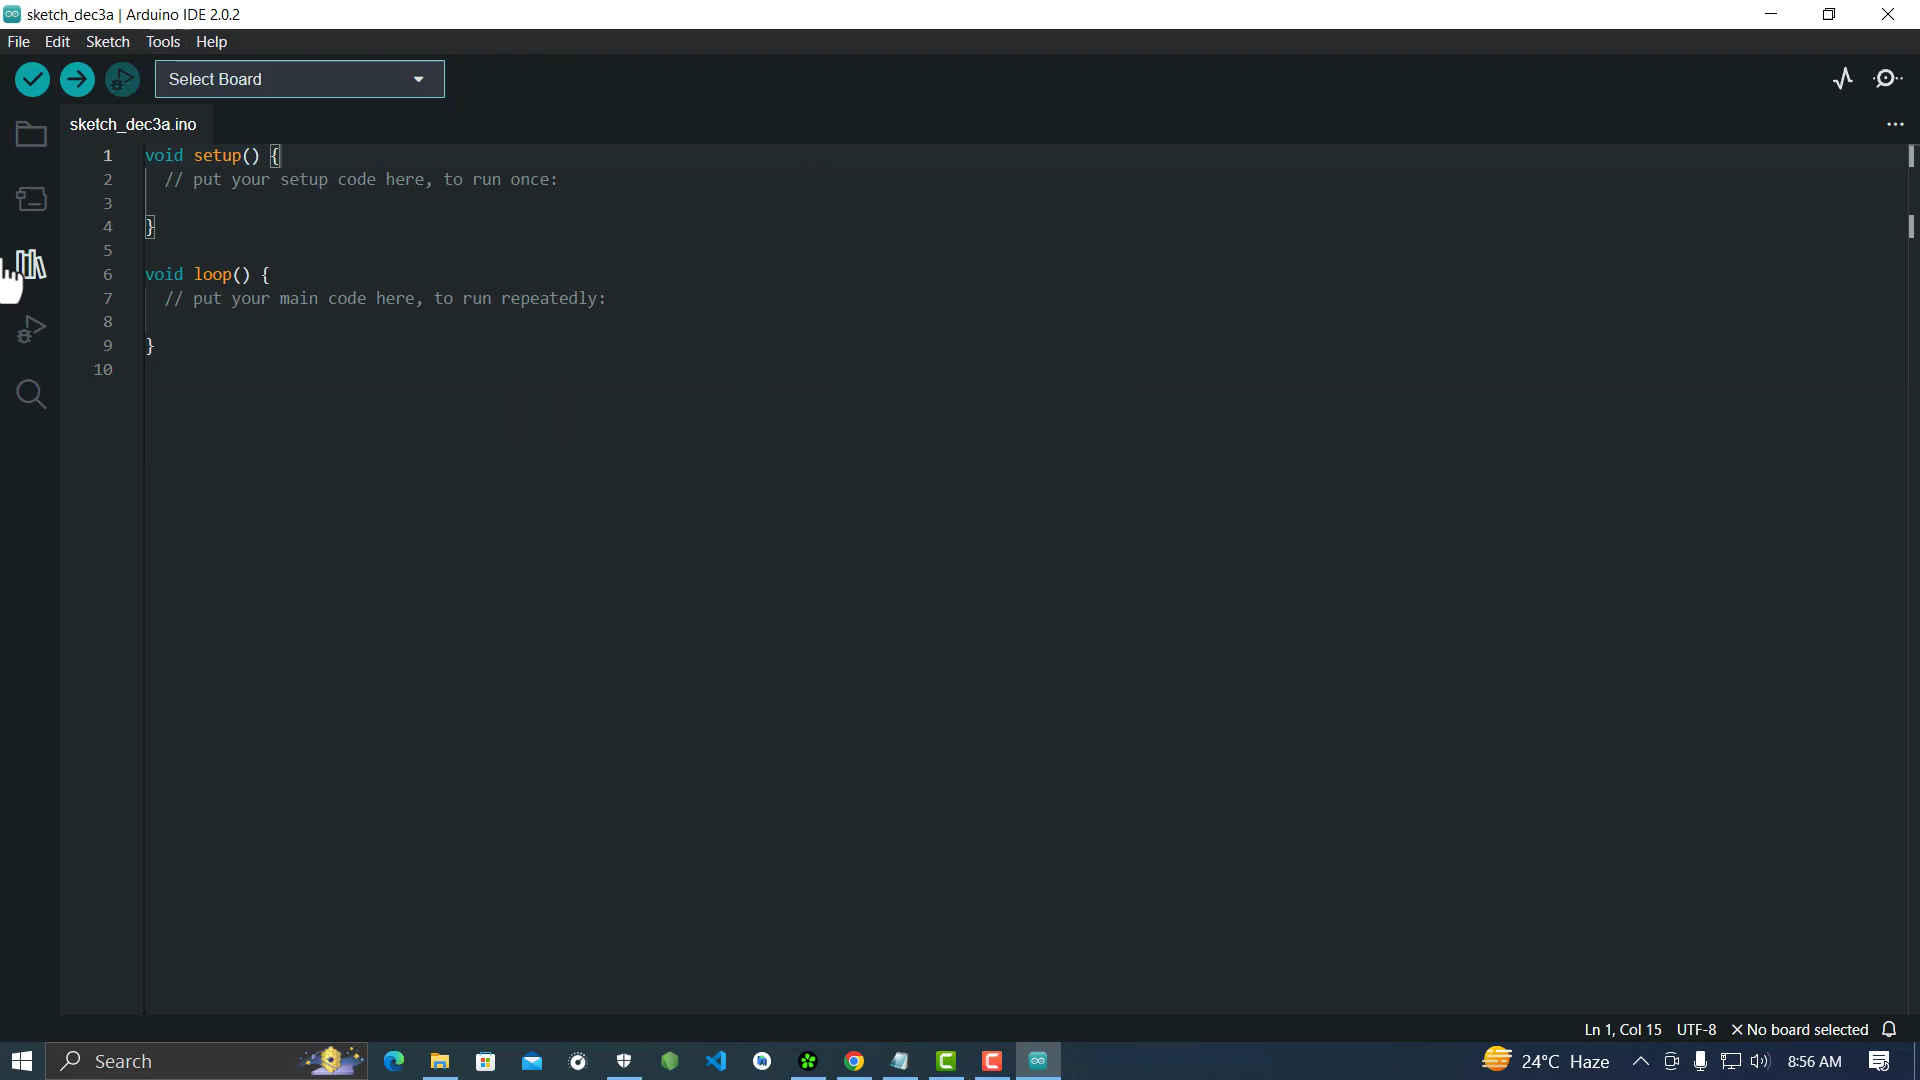 sketch_dec3a | Arduino IDE 2.0.2
File Edit Sketch Tools Help
Select Board
sketch_dec3a.ino
1 void setup() {
2 // put your setup code here, to run once:
3
4 }
5
6 void loop() {
7 // put your main code here, to run repeatedly:
8
9 }
10
Ln 1, Col 15 UTF-8 No board selected
Search 24°C Haze 8:56 AM